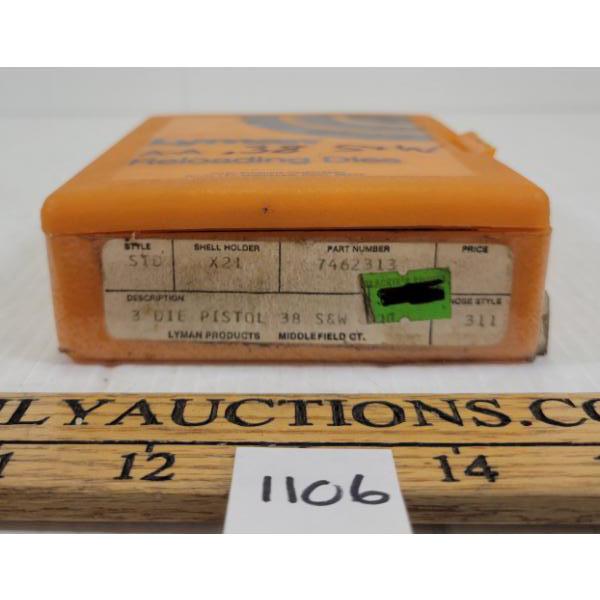 Lyman
.38 S+W
Reloading Dies
STYLE SHELL HOLDER PART NUMBER PRICE
STD X21 7462313
DESCRIPTION NOSE STYLE
3 DIE PISTOL 38 S&W 311
LYMAN PRODUCTS MIDDLEFIELD CT.
LYAUCTIONS.CO
12 14
1106